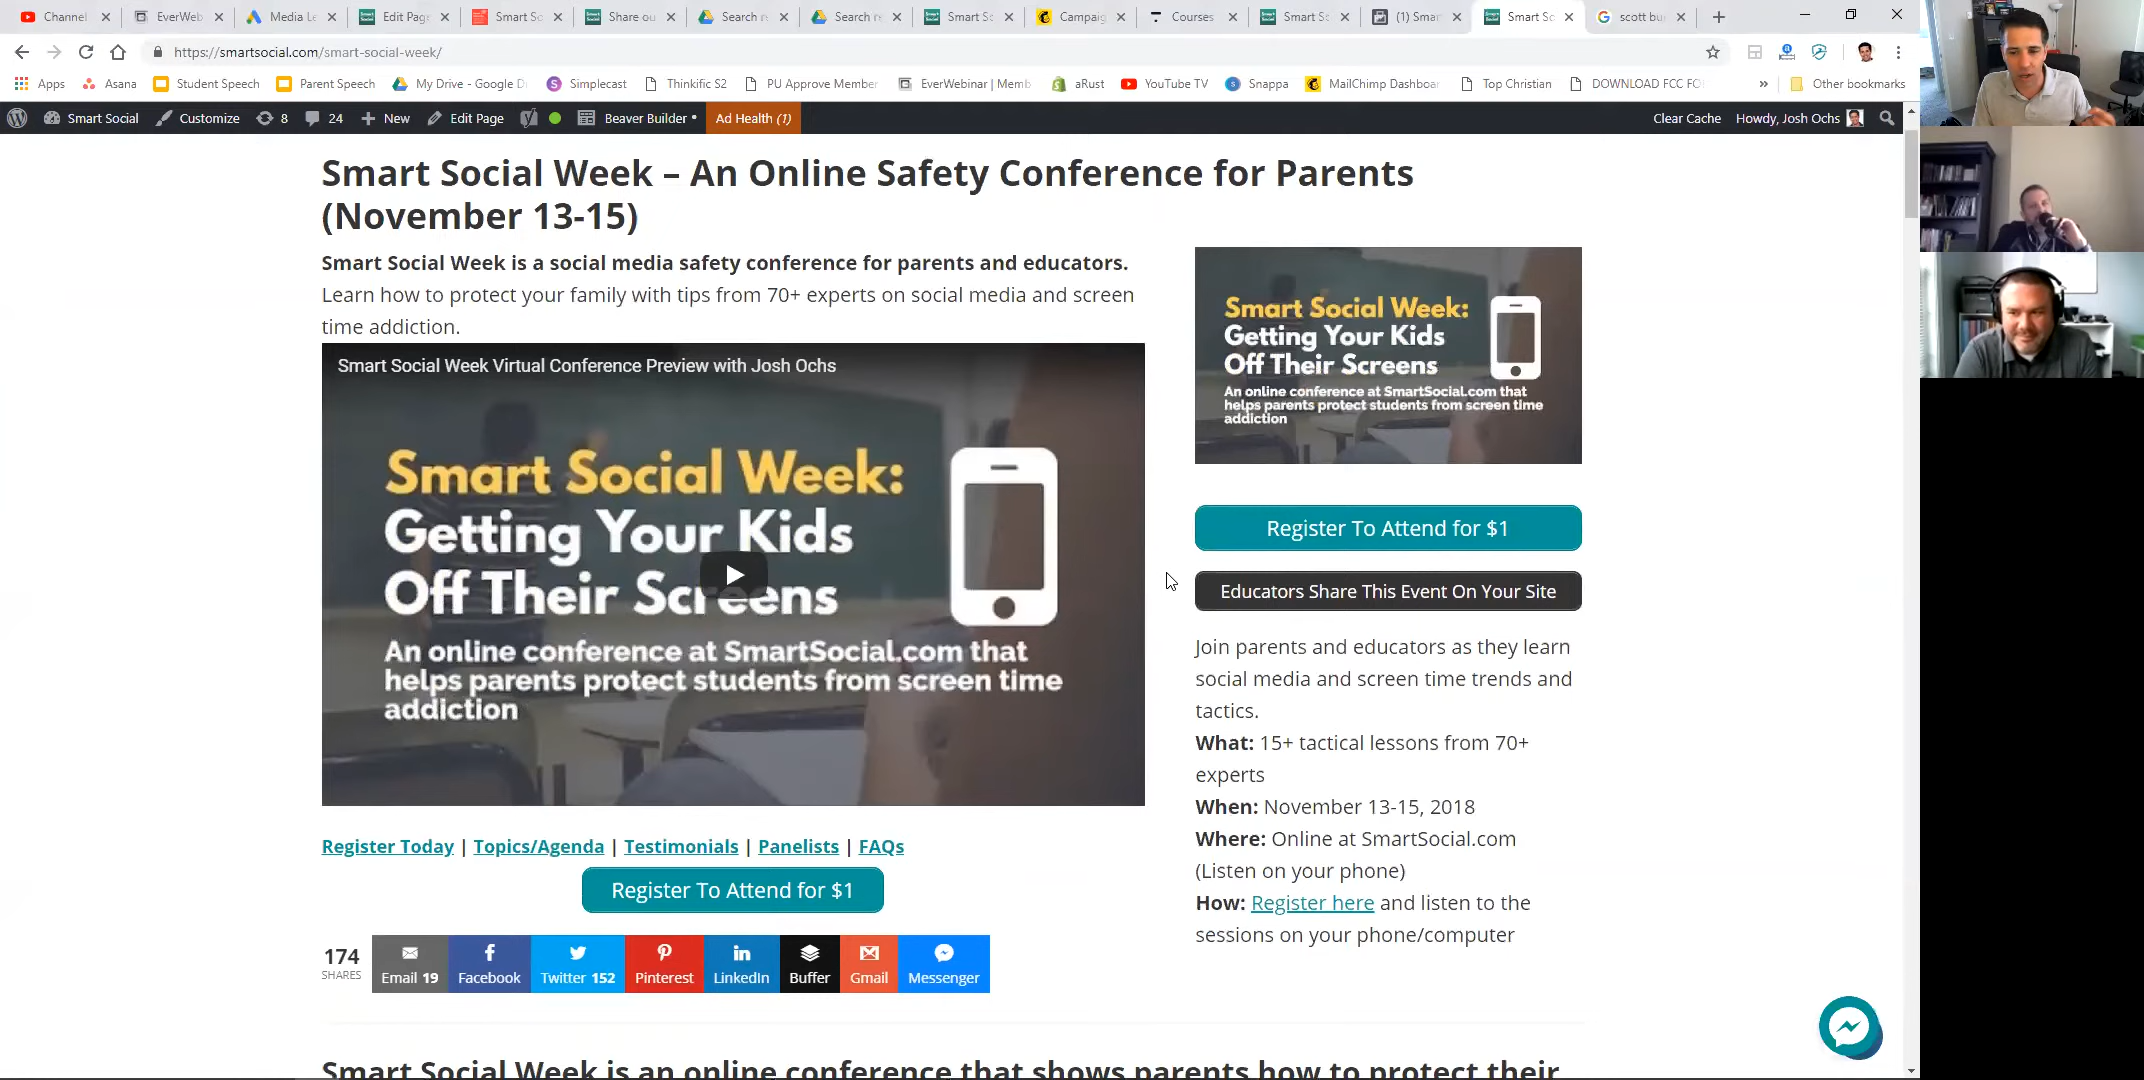 Channel
EverWeb
Media Le
Edit Page
Smart So
Share ou
Search re
Search re
Smart So
Campaig
Courses
Smart So
(1) Smar
Smart So
scott bu
https://smartsocial.com/smart-social-week/
Apps
Asana
Student Speech
Parent Speech
My Drive - Google D
Simplecast
Thinkific S2
PU Approve Member
EverWebinar | Memb
aRust
YouTube TV
Snappa
MailChimp Dashboar
Top Christian
DOWNLOAD FCC FO
»
Other bookmarks
Smart Social
Customize
8
24
New
Edit Page
Beaver Builder
Ad Health (1)
Clear Cache
Howdy, Josh Ochs
Smart Social Week – An Online Safety Conference for Parents
(November 13-15)
Smart Social Week is a social media safety conference for parents and educators.
Learn how to protect your family with tips from 70+ experts on social media and screen
time addiction.
Smart Social Week Virtual Conference Preview with Josh Ochs
Smart Social Week:
Getting Your Kids
Off Their Screens
An online conference at SmartSocial.com that
helps parents protect students from screen time
addiction
Register Today | Topics/Agenda | Testimonials | Panelists | FAQs
Register To Attend for $1
174
SHARES
Email 19
Facebook
Twitter 152
Pinterest
LinkedIn
Buffer
Gmail
Messenger
Smart Social Week:
Getting Your Kids
Off Their Screens
An online conference at SmartSocial.com that
helps parents protect students from screen time
addiction
Register To Attend for $1
Educators Share This Event On Your Site
Join parents and educators as they learn
social media and screen time trends and
tactics.
What: 15+ tactical lessons from 70+
experts
When: November 13-15, 2018
Where: Online at SmartSocial.com
(Listen on your phone)
How: Register here and listen to the
sessions on your phone/computer
Smart Social Week is an online conference that shows parents how to protect their